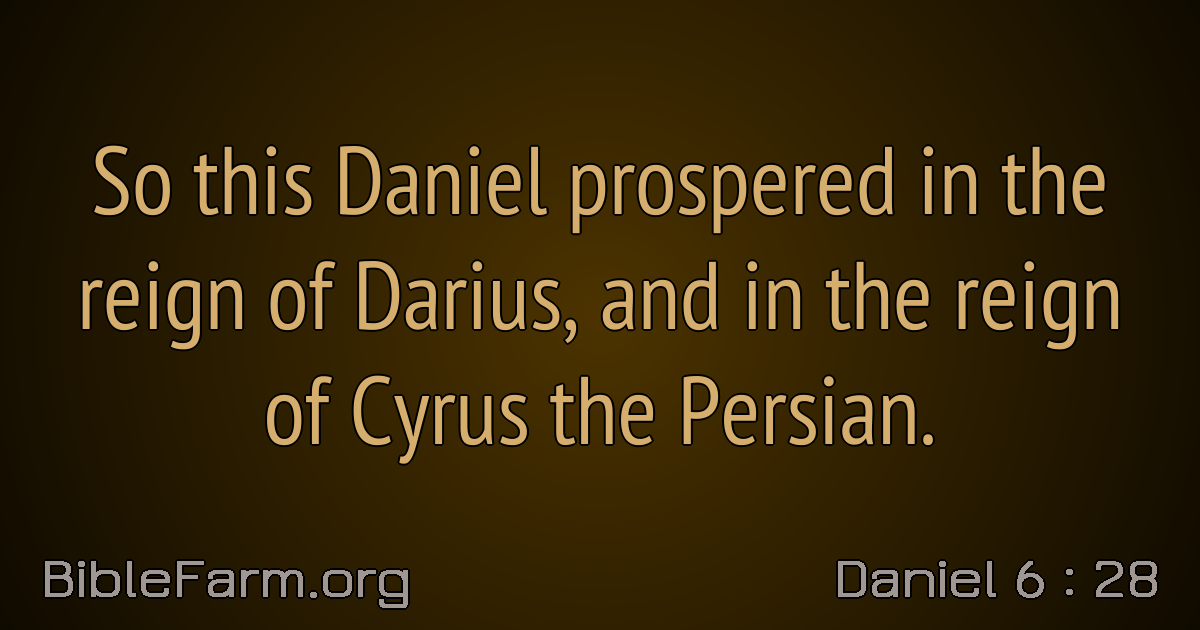 So this Daniel prospered in the
reign of Darius, and in the reign
of Cyrus the Persian.
BibleFarm.org
Daniel 6 : 28